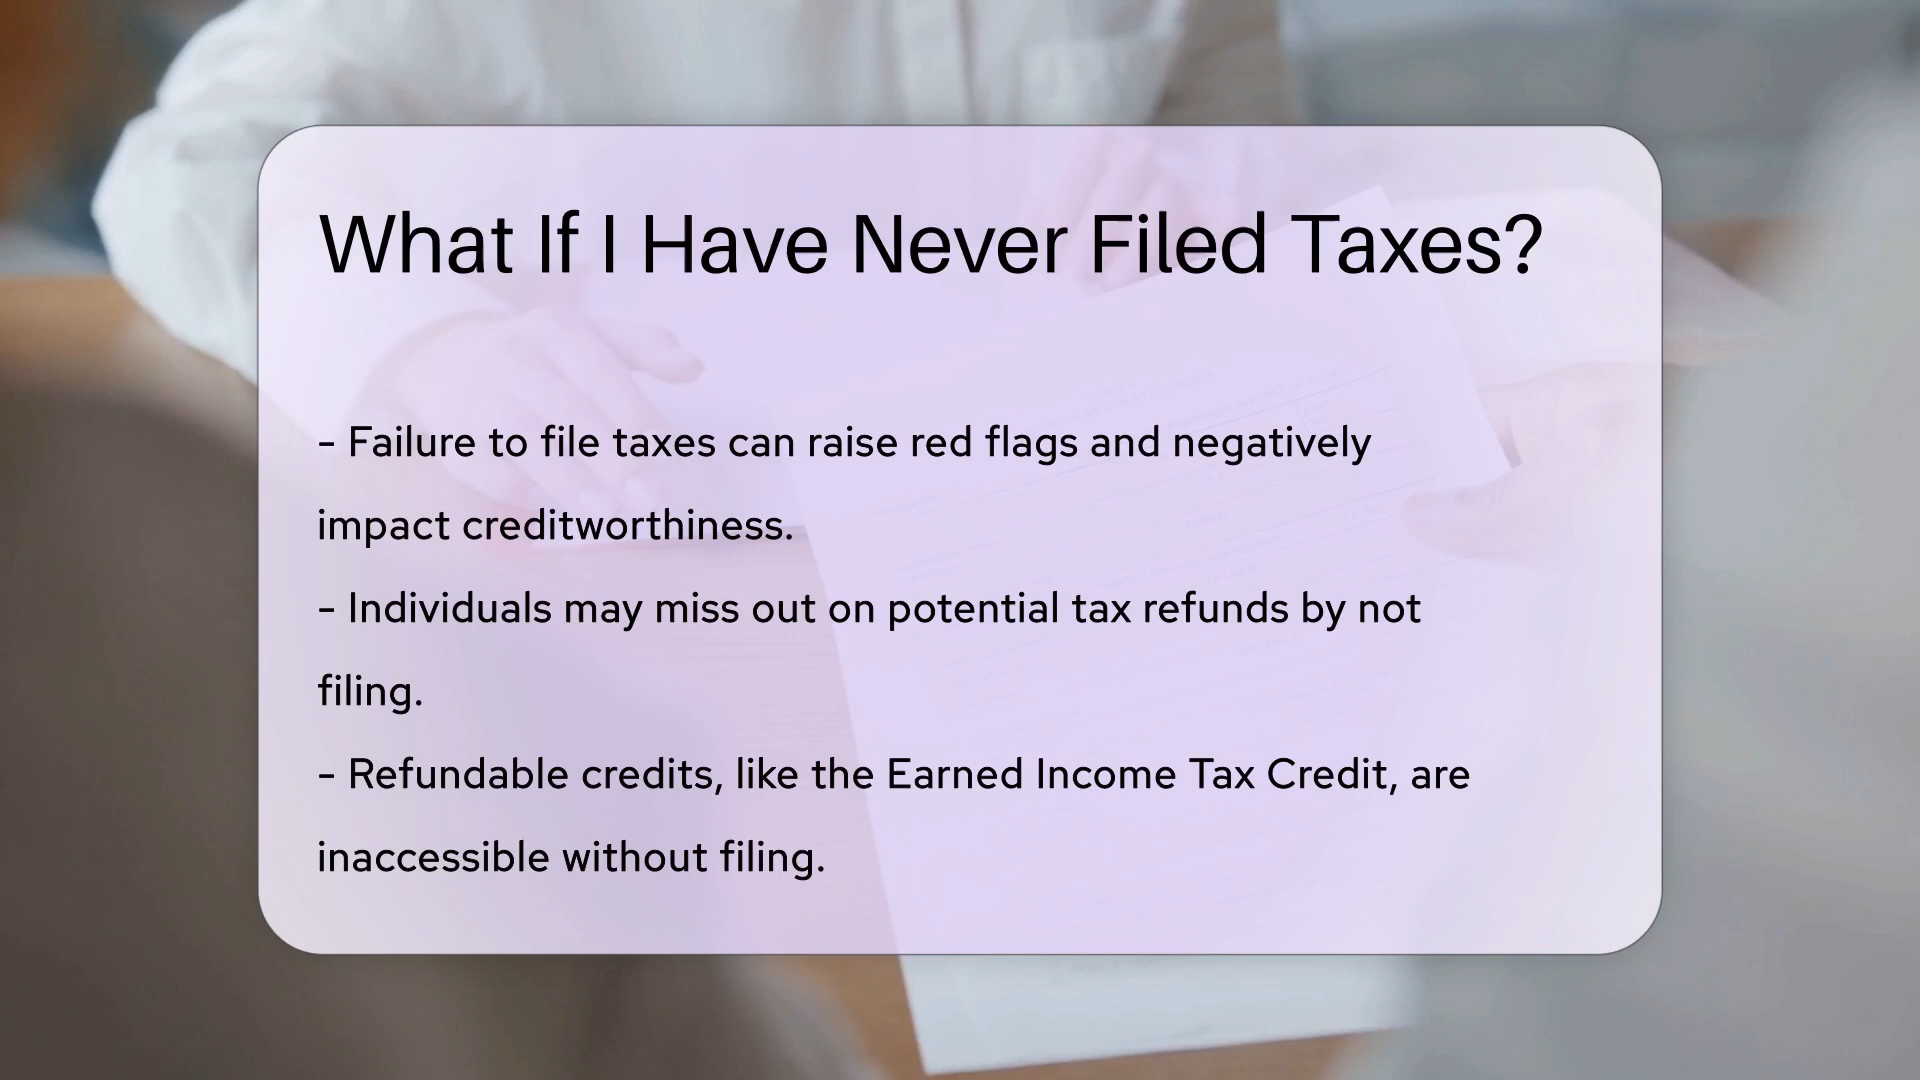 What If I Have Never Filed Taxes?
- Failure to file taxes can raise red flags and negatively
impact creditworthiness.
- Individuals may miss out on potential tax refunds by not
filing.
- Refundable credits, like the Earned Income Tax Credit, are
inaccessible without filing.